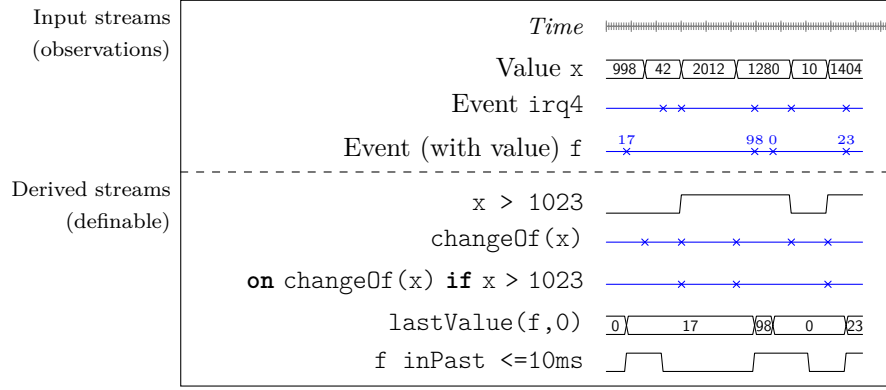 Input streams
(observations)
Time
Value x
998 42 2012 1280 10 1404
Event irq4
Event (with value) f
17 98 0 23
Derived streams
(definable)
x > 1023
changeOf(x)
on changeOf(x) if x > 1023
lastValue(f,0)
0 17 98 0 23
f inPast <=10ms